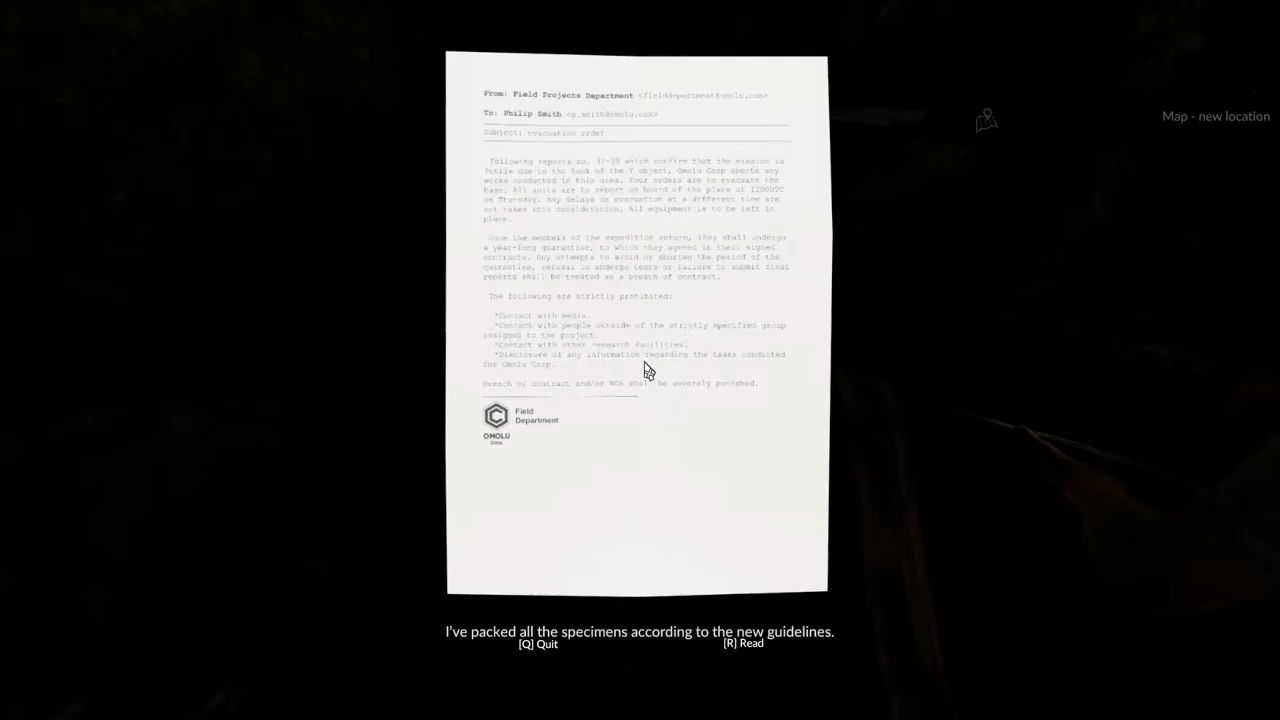 From: Field Projects Department <fielddepartment@omolu.com>
Map - new location
To: Philip Smith <p.smith@omolu.com>
Subject: evacuation order
Following reports no. 37-39 which confirm that the mission is
futile due to the lack of the Y object, Omolu Corp aborts any
works conducted in this area. Your orders are to evacuate the
base. All units are to report on board of the plane at 1200UTC
on Thursday. Any delays or evacuation at a different time are
not taken into consideration. All equipment is to be left in
place.
Once the members of the expedition return, they shall undergo
a year-long quarantine, to which they agreed in their signed
contracts. Any attempts to avoid or shorten the period of the
quarantine, refusal to undergo tests or failure to submit final
reports shall be treated as a breach of contract.
The following are strictly prohibited:
*Contact with media.
*Contact with people outside of the strictly specified group
assigned to the project.
*Contact with other research facilities.
*Disclosure of any information regarding the tasks conducted
for Omolu Corp.
Breach of contract and/or NDA shall be severely punished.
Field
Department
OMOLU
Corp.
I've packed all the specimens according to the new guidelines.
[Q] Quit
[R] Read